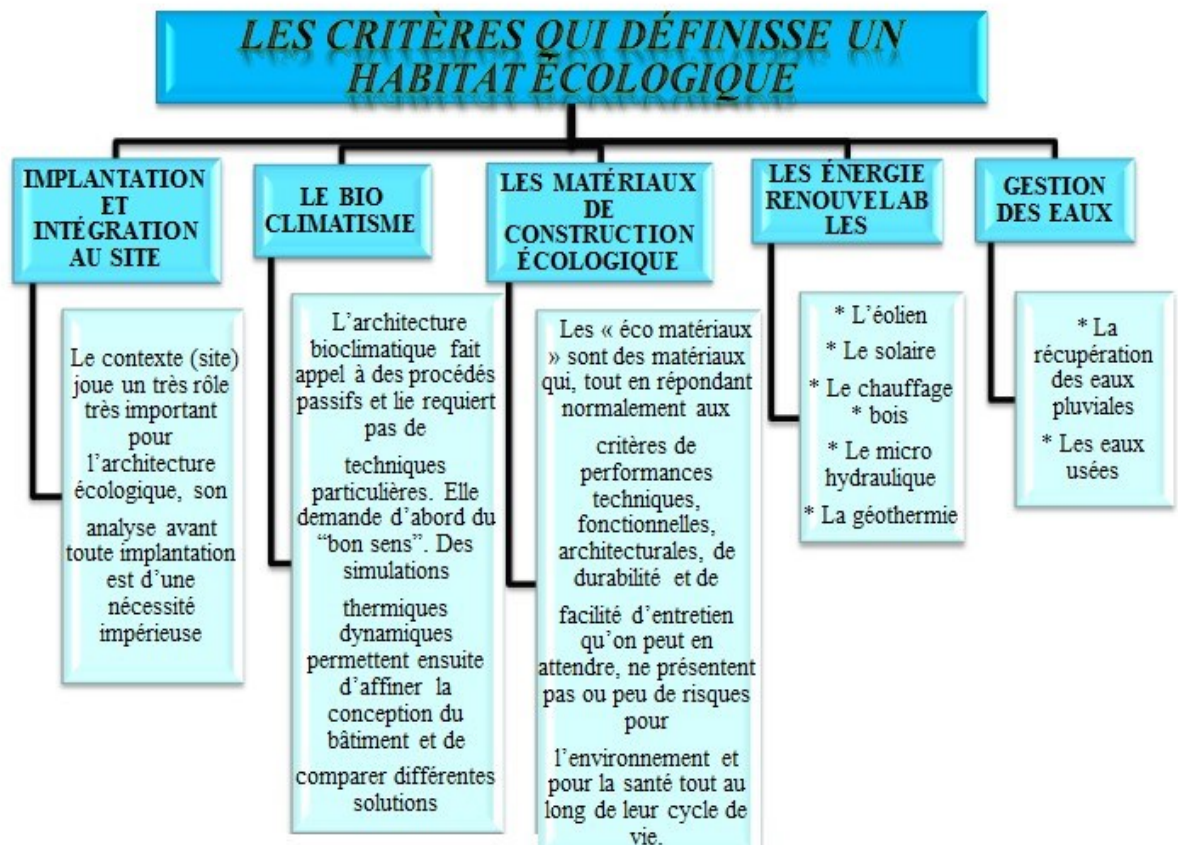 LES CRITÈRES QUI DÉFINISSE UN
HABITAT ÉCOLOGIQUE
IMPLANTATION
ET
INTÉGRATION
AU SITE
Le contexte (site)
joue un très rôle
très important
pour
l’architecture
écologique, son
analyse avant
toute implantation
est d’une
nécessité
impérieuse
LE BIO
CLIMATISME
L’architecture
bioclimatique fait
appel à des procédés
passifs et lie requiert
pas de
techniques
particulières. Elle
demande d’abord du
“bon sens”. Des
simulations
thermiques
dynamiques
permettent ensuite
d’affiner la
conception du
bâtiment et de
comparer différentes
solutions
LES MATÉRIAUX
DE
CONSTRUCTION
ÉCOLOGIQUE
Les « éco matériaux
» sont des matériaux
qui, tout en répondant
normalement aux
critères de
performances
techniques,
fonctionnelles,
architecturales, de
durabilité et de
facilité d’entretien
qu’on peut en
attendre, ne présentent
pas ou peu de risques
pour
l’environnement et
pour la santé tout au
long de leur cycle de
vie.
LES ÉNERGIE
RENOUVELAB
LES
* L’éolien
* Le solaire
* Le chauffage
* bois
* Le micro
hydraulique
* La géothermie
GESTION
DES EAUX
* La
récupération
des eaux
pluviales
* Les eaux
usées